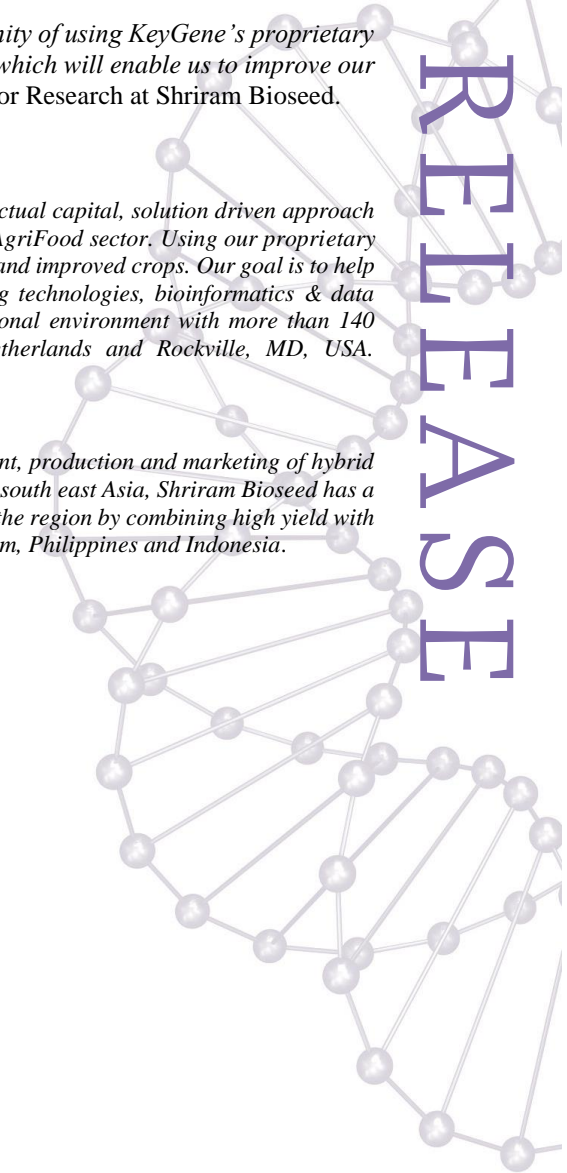 nity of using KeyGene's proprietary
which will enable us to improve our
or Research at Shriram Bioseed.
ctual capital, solution driven approach
AgriFood sector. Using our proprietary
and improved crops. Our goal is to help
g technologies, bioinformatics & data
onal environment with more than 140
etherlands and Rockville, MD, USA.
nt, production and marketing of hybrid
south east Asia, Shriram Bioseed has a
the region by combining high yield with
m, Philippines and Indonesia.
RELEASE